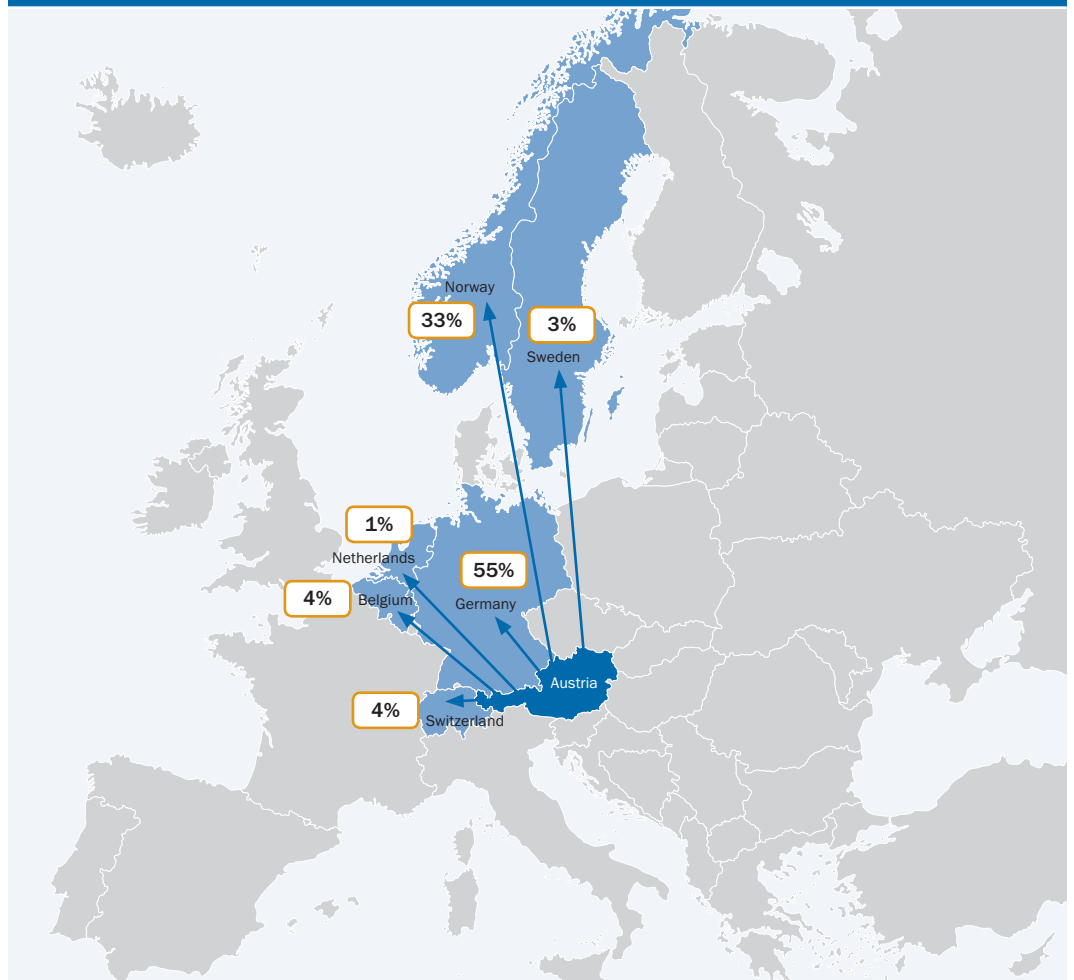 Norway
33%
3%
Sweden
1%
Netherlands
55%
4%
Belgium
Germany
Austria
4%
Switzerland